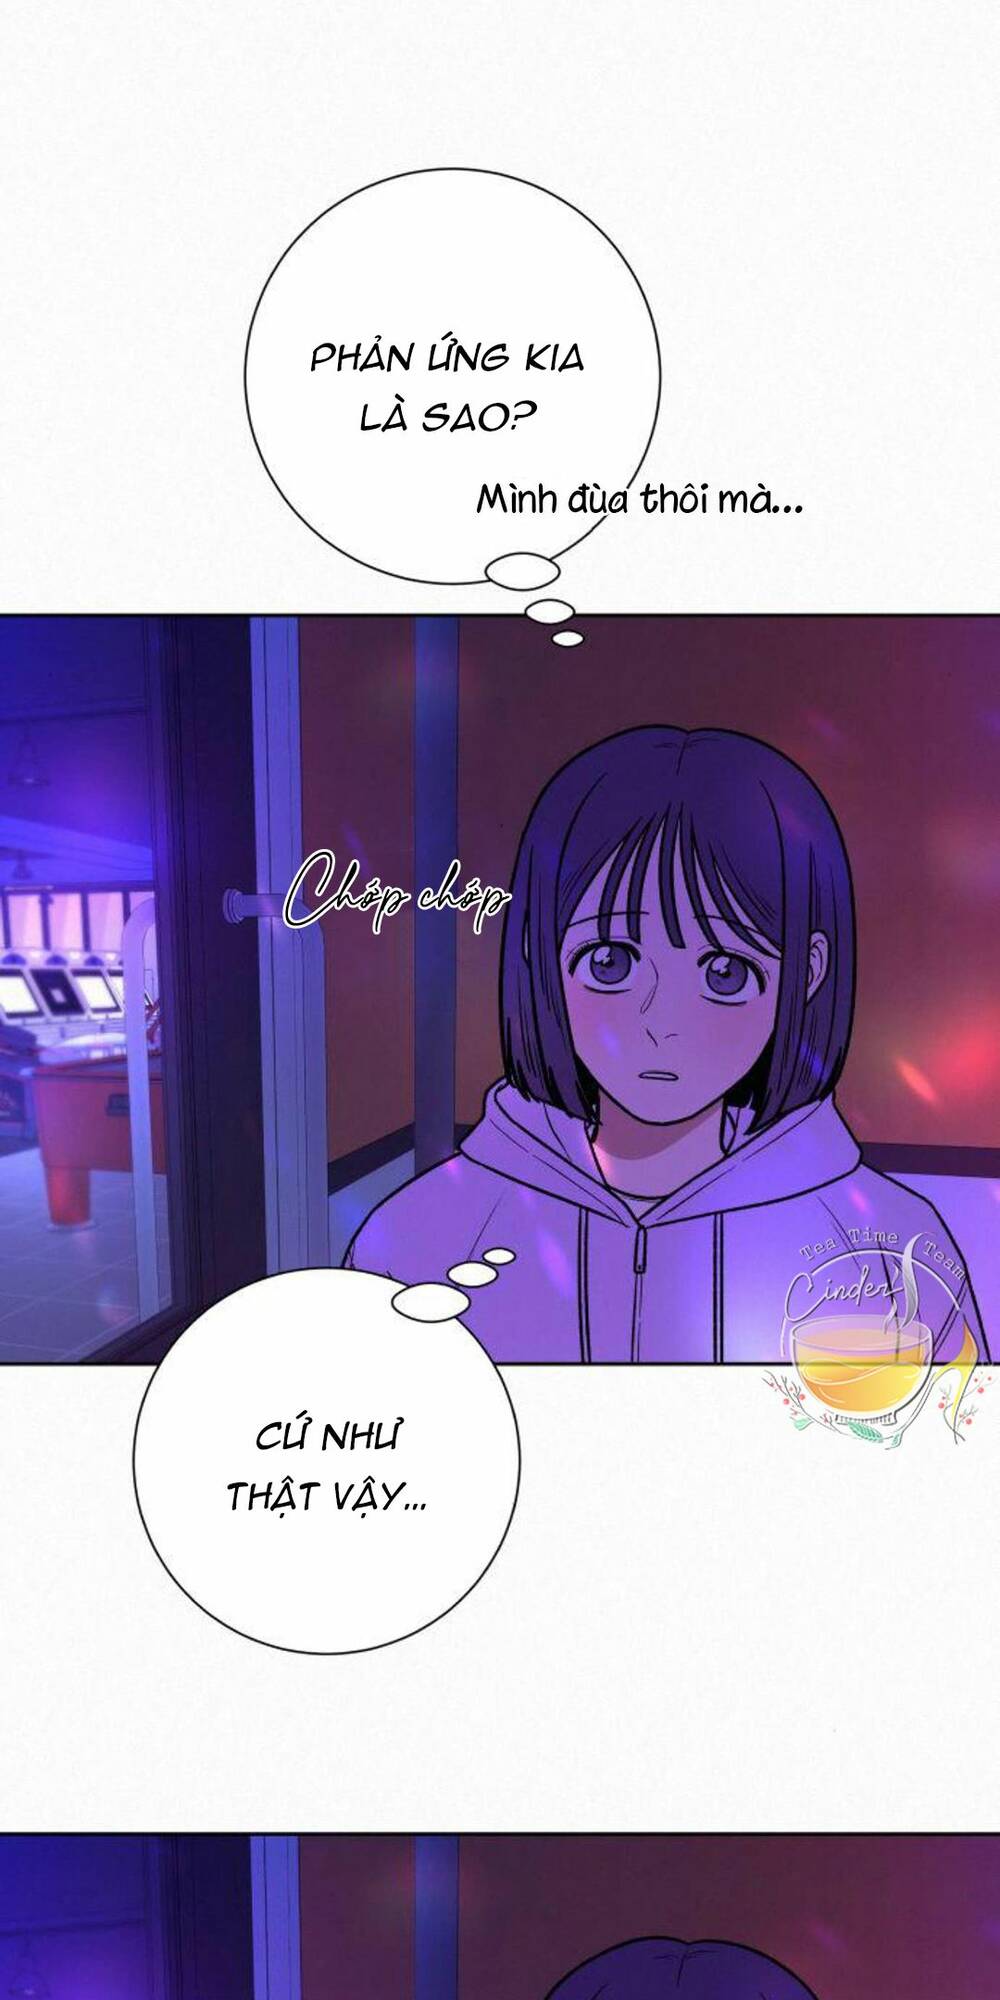 PHẢN ỨNG KIA
LÀ SAO?
Mình đùa thôi mà...
Chớp chớp
Tea Time Team
Cinder
CỨ NHƯ
THẬT VẬY...